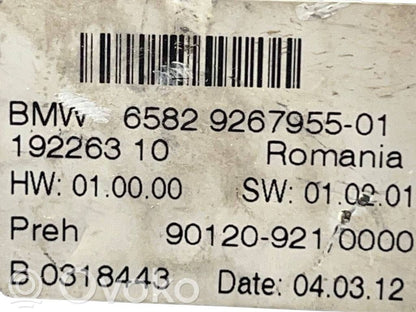 BMW 6582 9267955-01
192263 10 Romania
HW: 01.00.00 SW: 01.02.01
Preh 90120-921/0000
B 0318443 Date: 04.03.12
© Ovoko